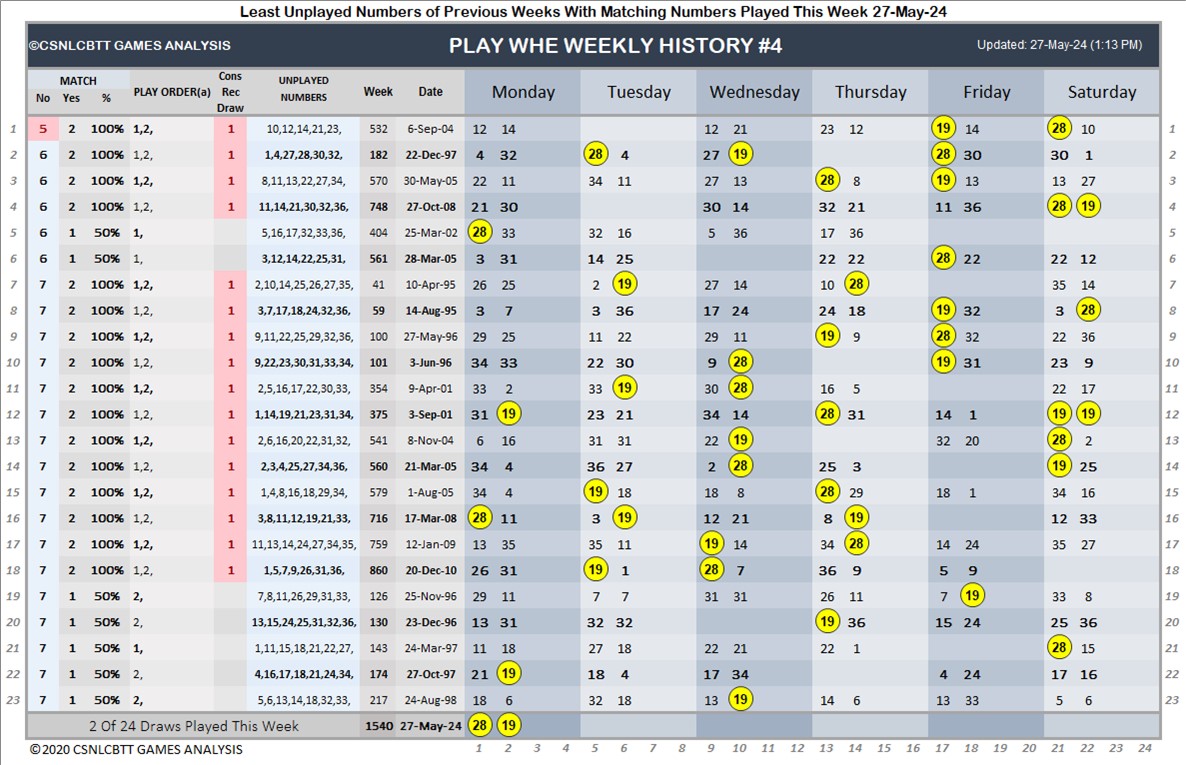 Least Unplayed Numbers of Previous Weeks With Matching Numbers Played This Week 27-May-24
©CSNLCBTT GAMES ANALYSIS PLAY WHE WEEKLY HISTORY #4 Updated: 27-May-24 (1:13 PM)
MATCH No Yes % PLAY ORDER(a) Cons Rec Draw UNPLAYED NUMBERS Week Date Monday Tuesday Wednesday Thursday Friday Saturday
1 5 2 100% 1,2, 1 10,12,14,21,23, 532 6-Sep-04 12 14 12 21 23 12 19 14 28 10 1
2 6 2 100% 1,2, 1 1,4,27,28,30,32, 182 22-Dec-97 4 32 28 4 27 19 28 30 30 1 2
3 6 2 100% 1,2, 1 8,11,13,22,27,34, 570 30-May-05 22 11 34 11 27 13 28 8 19 13 13 27 3
4 6 2 100% 1,2, 1 11,14,21,30,32,36, 748 27-Oct-08 21 30 30 14 32 21 11 36 28 19 4
5 6 1 50% 1, 5,16,17,32,33,36, 404 25-Mar-02 28 33 32 16 5 36 17 36 5
6 6 1 50% 1, 3,12,14,22,25,31, 561 28-Mar-05 3 31 14 25 22 22 28 22 22 12 6
7 7 2 100% 1,2, 1 2,10,14,25,26,27,35, 41 10-Apr-95 26 25 2 19 27 14 10 28 35 14 7
8 7 2 100% 1,2, 1 3,7,17,18,24,32,36, 59 14-Aug-95 3 7 3 36 17 24 24 18 19 32 3 28 8
9 7 2 100% 1,2, 1 9,11,22,25,29,32,36, 100 27-May-96 29 25 11 22 29 11 19 9 28 32 22 36 9
10 7 2 100% 1,2, 1 9,22,23,30,31,33,34, 101 3-Jun-96 34 33 22 30 9 28 19 31 23 9 10
11 7 2 100% 1,2, 1 2,5,16,17,22,30,33, 354 9-Apr-01 33 2 33 19 30 28 16 5 22 17 11
12 7 2 100% 1,2, 1 1,14,19,21,23,31,34, 375 3-Sep-01 31 19 23 21 34 14 28 31 14 1 19 19 12
13 7 2 100% 1,2, 1 2,6,16,20,22,31,32, 541 8-Nov-04 6 16 31 31 22 19 32 20 28 2 13
14 7 2 100% 1,2, 1 2,3,4,25,27,34,36, 560 21-Mar-05 34 4 36 27 2 28 25 3 19 25 14
15 7 2 100% 1,2, 1 1,4,8,16,18,29,34, 579 1-Aug-05 34 4 19 18 18 8 28 29 18 1 34 16 15
16 7 2 100% 1,2, 1 3,8,11,12,19,21,33, 716 17-Mar-08 28 11 3 19 12 21 8 19 12 33 16
17 7 2 100% 1,2, 1 11,13,14,24,27,34,35, 759 12-Jan-09 13 35 35 11 19 14 34 28 14 24 35 27 17
18 7 2 100% 1,2, 1 1,5,7,9,26,31,36, 860 20-Dec-10 26 31 19 1 28 7 36 9 5 9 18
19 7 1 50% 2, 7,8,11,26,29,31,33, 126 25-Nov-96 29 11 7 7 31 31 26 11 7 19 33 8 19
20 7 1 50% 2, 13,15,24,25,31,32,36, 130 23-Dec-96 13 31 32 32 19 36 15 24 25 36 20
21 7 1 50% 1, 1,11,15,18,21,22,27, 143 24-Mar-97 11 18 27 18 22 21 22 1 28 15 21
22 7 1 50% 2, 4,16,17,18,21,24,34, 174 27-Oct-97 21 19 18 4 17 34 4 24 17 16 22
23 7 1 50% 2, 5,6,13,14,18,32,33, 217 24-Aug-98 18 6 32 18 13 19 14 6 13 33 5 6 23
2 Of 24 Draws Played This Week 1540 27-May-24 28 19
©2020 CSNLCBTT GAMES ANALYSIS 1 2 3 4 5 6 7 8 9 10 11 12 13 14 15 16 17 18 19 20 21 22 23 24